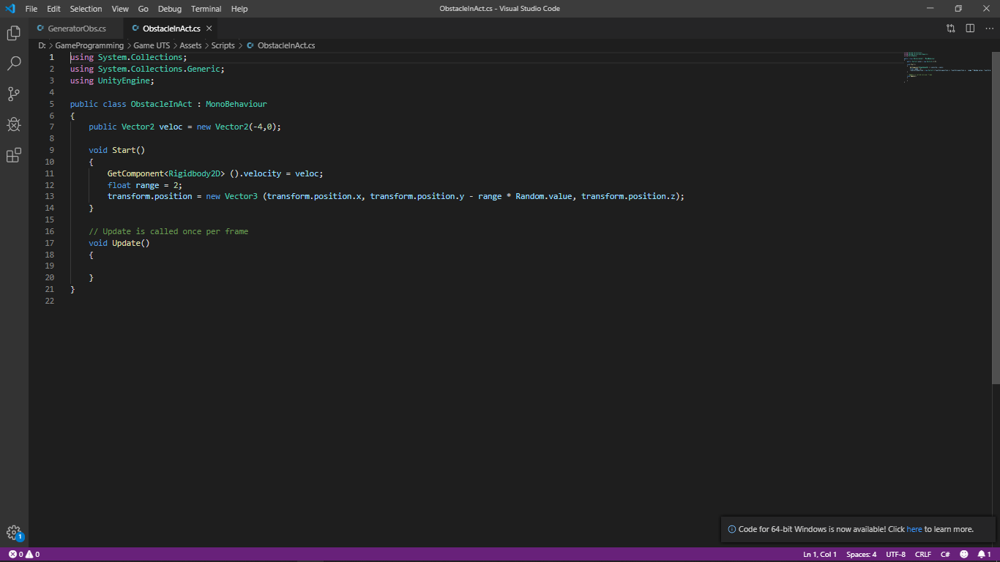 File Edit Selection View Go Debug Terminal Help
ObstacleInAct.cs - Visual Studio Code
GeneratorObs.cs
ObstacleInAct.cs
D: > GameProgramming > Game UTS > Assets > Scripts > ObstacleInAct.cs
1 using System.Collections;
2 using System.Collections.Generic;
3 using UnityEngine;
4
5 public class ObstacleInAct : MonoBehaviour
6 {
7     public Vector2 veloc = new Vector2(-4,0);
8
9     void Start()
10     {
11         GetComponent<Rigidbody2D> ().velocity = veloc;
12         float range = 2;
13         transform.position = new Vector3 (transform.position.x, transform.position.y - range * Random.value, transform.position.z);
14     }
15
16     // Update is called once per frame
17     void Update()
18     {
19
20     }
21 }
22
Code for 64-bit Windows is now available! Click here to learn more.
1
0 0
Ln 1, Col 1 Spaces: 4 UTF-8 CRLF C# 1